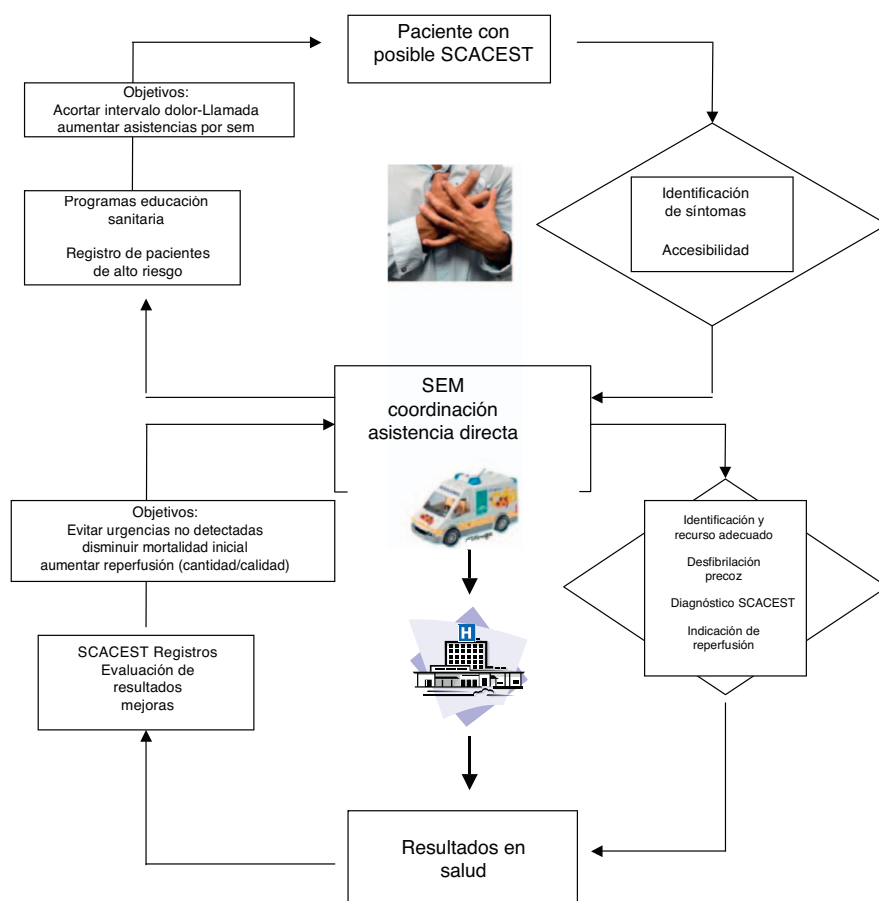 Paciente con
posible SCACEST
Objetivos:
Acortar intervalo dolor-Llamada
aumentar asistencias por sem
Programas educación
sanitaria
Registro de pacientes
de alto riesgo
Identificación
de síntomas
Accesibilidad
SEM
coordinación
asistencia directa
Objetivos:
Evitar urgencias no detectadas
disminuir mortalidad inicial
aumentar reperfusión (cantidad/calidad)
Identificación y
recurso adecuado
Desfibrilación
precoz
Diagnóstico SCACEST
Indicación de
reperfusión
H
SCACEST Registros
Evaluación de
resultados
mejoras
Resultados en
salud